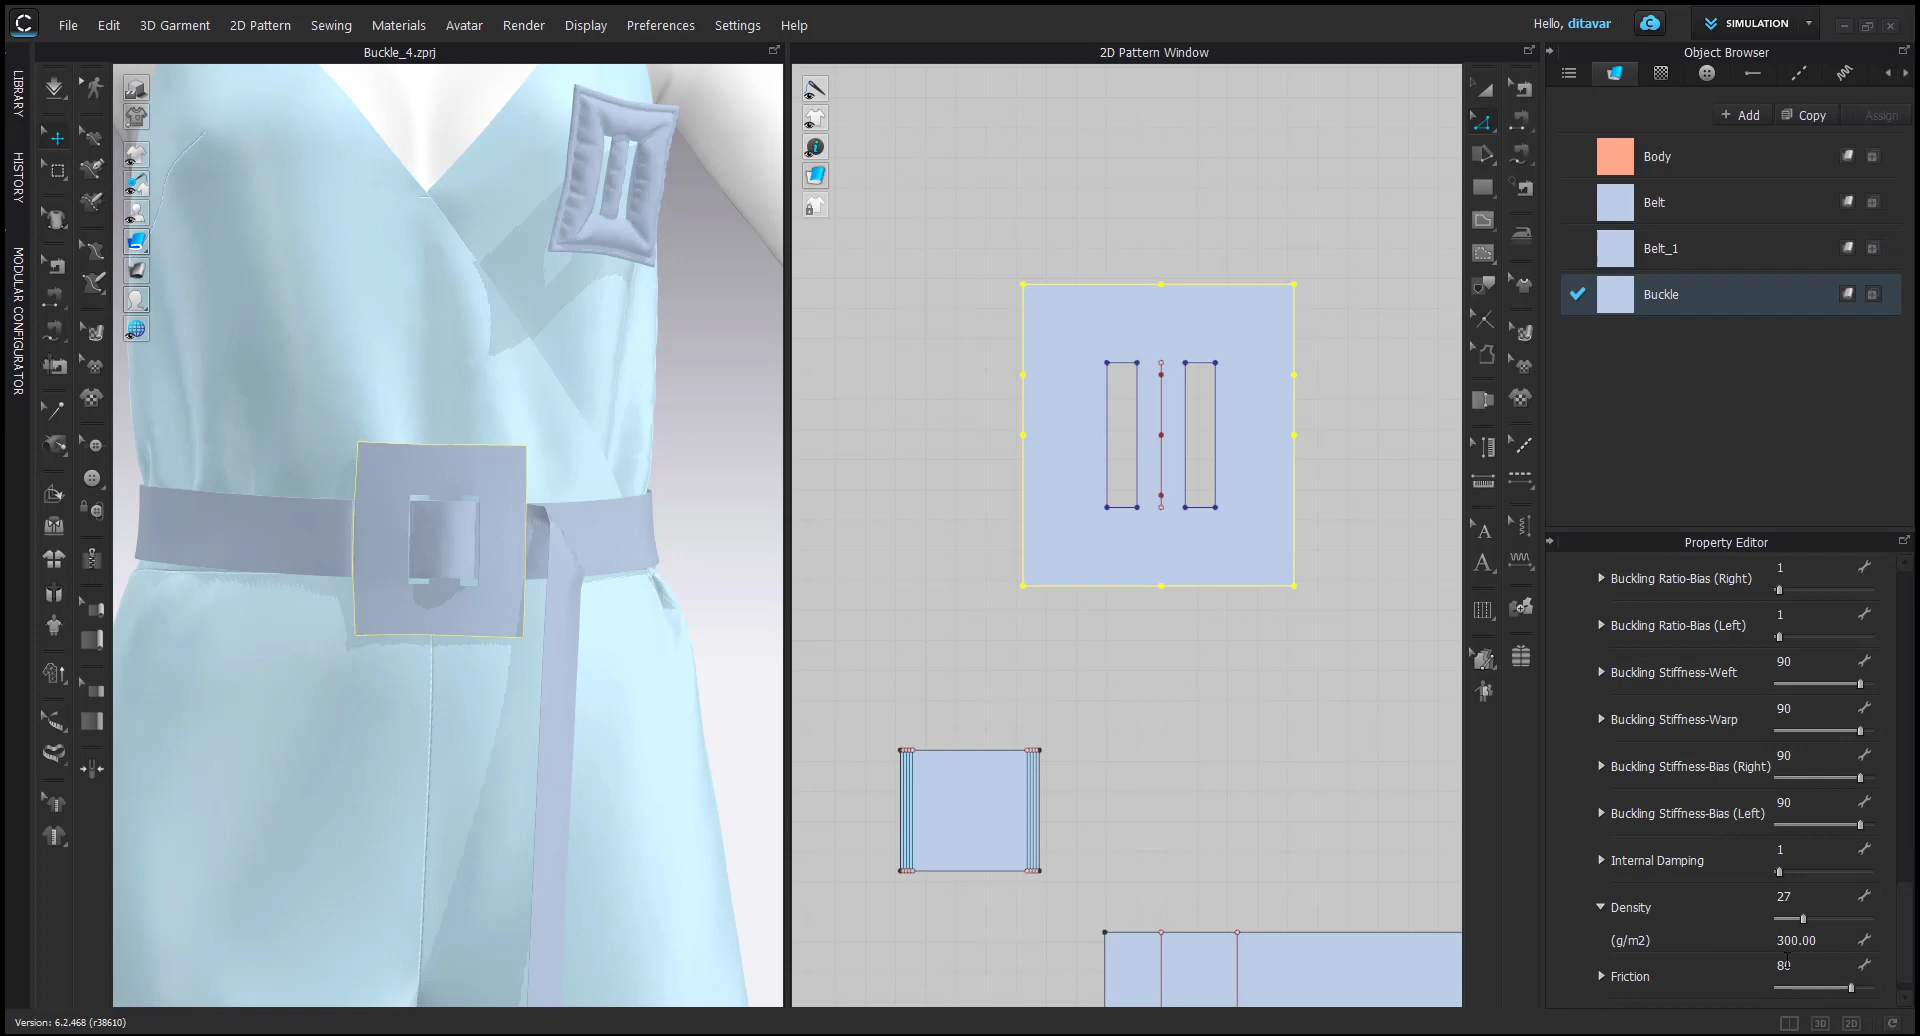 File Edit 3D Garment 2D Pattern Sewing Materials Avatar Render Display Preferences Settings Help
Hello, ditavar
SIMULATION
Buckle_4.zprj
2D Pattern Window
Object Browser
LIBRARY
HISTORY
MODULAR CONFIGURATOR
+ Add
Copy
Assign
Body
Belt
Belt_1
Buckle
Property Editor
Buckling Ratio-Bias (Right) 1
Buckling Ratio-Bias (Left) 1
Buckling Stiffness-Weft 90
Buckling Stiffness-Warp 90
Buckling Stiffness-Bias (Right) 90
Buckling Stiffness-Bias (Left) 90
Internal Damping 1
Density 27
(g/m2) 300.00
Friction 80
A
A
Version: 6.2.468 (r38610)
3D 2D